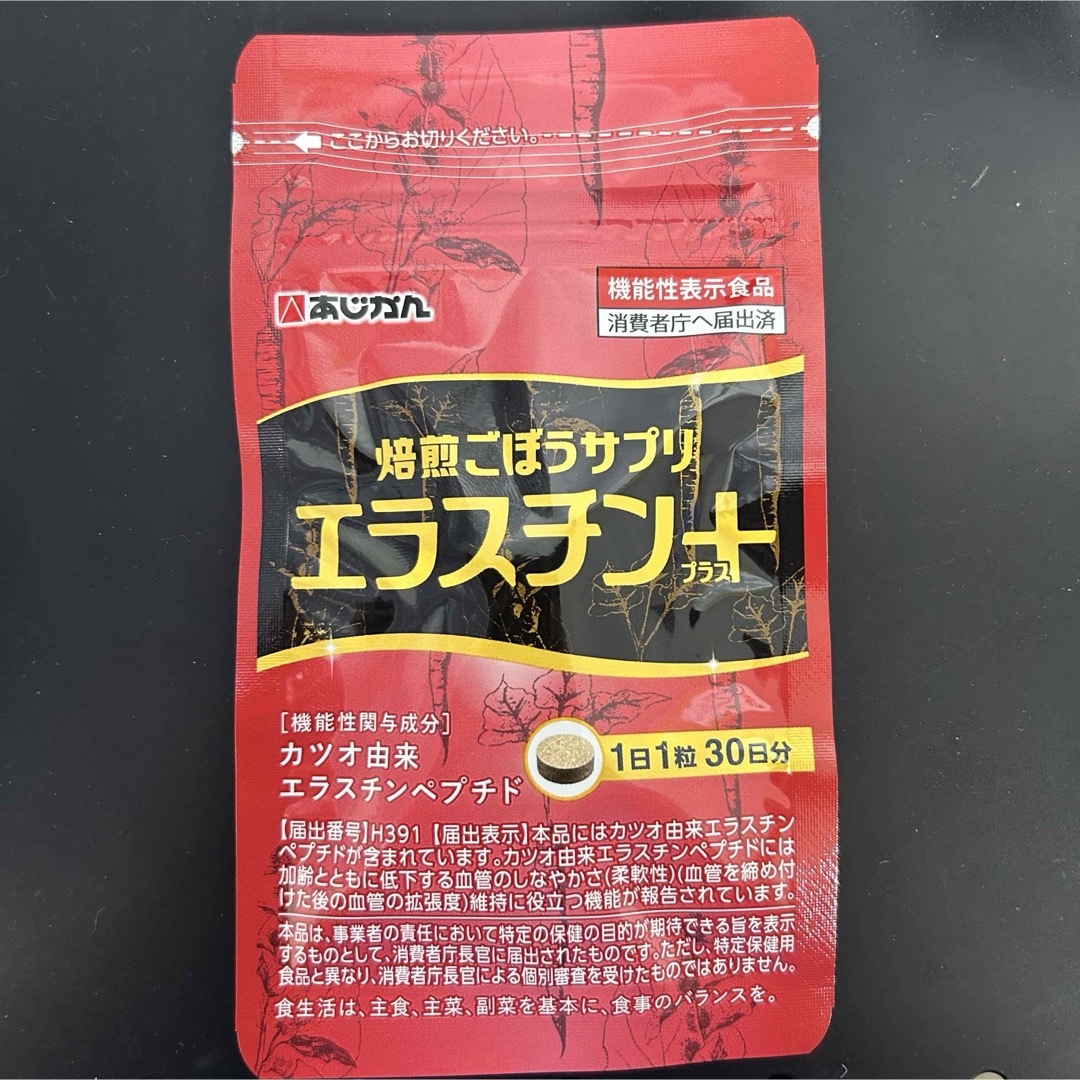 ここからお切りください。
あじかん
機能性表示食品
消費者庁へ届出済
焙煎ごぼうサプリ
エラスチン+
プラス
[機能性関与成分]
カツオ由来
エラスチンペプチド
1日1粒 30日分
【届出番号】H391【届出表示】本品にはカツオ由来エラスチン
ペプチドが含まれています。カツオ由来エラスチンペプチドには
加齢とともに低下する血管のしなやかさ(柔軟性)(血管を締め付
けた後の血管の拡張度)維持に役立つ機能が報告されています。
本品は、事業者の責任において特定の保健の目的が期待できる旨を表示
するものとして、消費者庁長官に届出されたものです。ただし、特定保健用
食品と異なり、消費者庁長官による個別審査を受けたものではありません。
食生活は、主食、主菜、副菜を基本に、食事のバランスを。